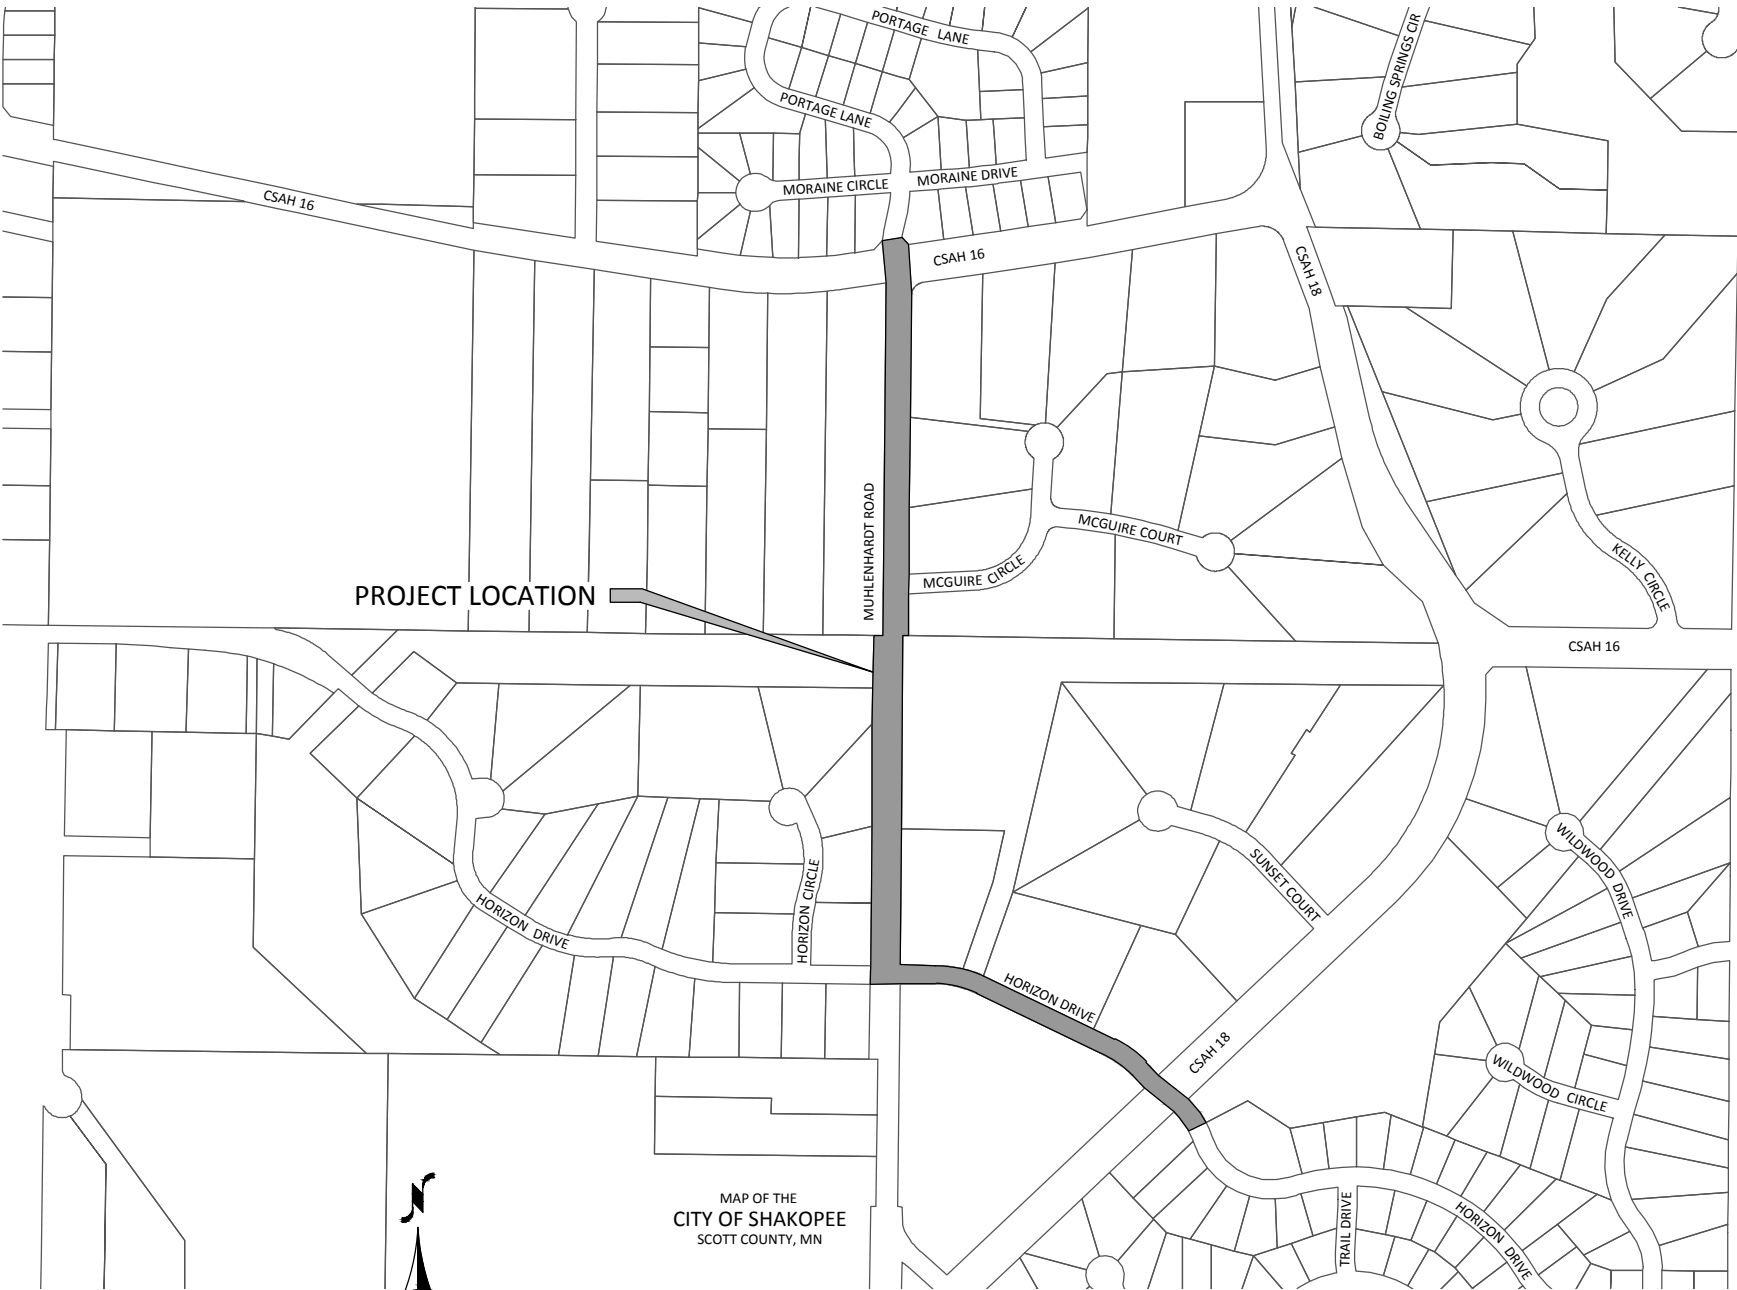 PORTAGE LANE
BOILING SPRINGS CIR
PORTAGE LANE
MORAINE CIRCLE
MORAINE DRIVE
CSAH 16
CSAH 16
CSAH 18
MUHLENHARDT ROAD
MCGUIRE COURT
MCGUIRE CIRCLE
KELLY CIRCLE
PROJECT LOCATION
CSAH 16
WILDWOOD DRIVE
SUNSET COURT
HORIZON CIRCLE
HORIZON DRIVE
HORIZON DRIVE
CSAH 18
WILDWOOD CIRCLE
N
MAP OF THE
CITY OF SHAKOPEE
SCOTT COUNTY, MN
TRAIL DRIVE
HORIZON DRIVE